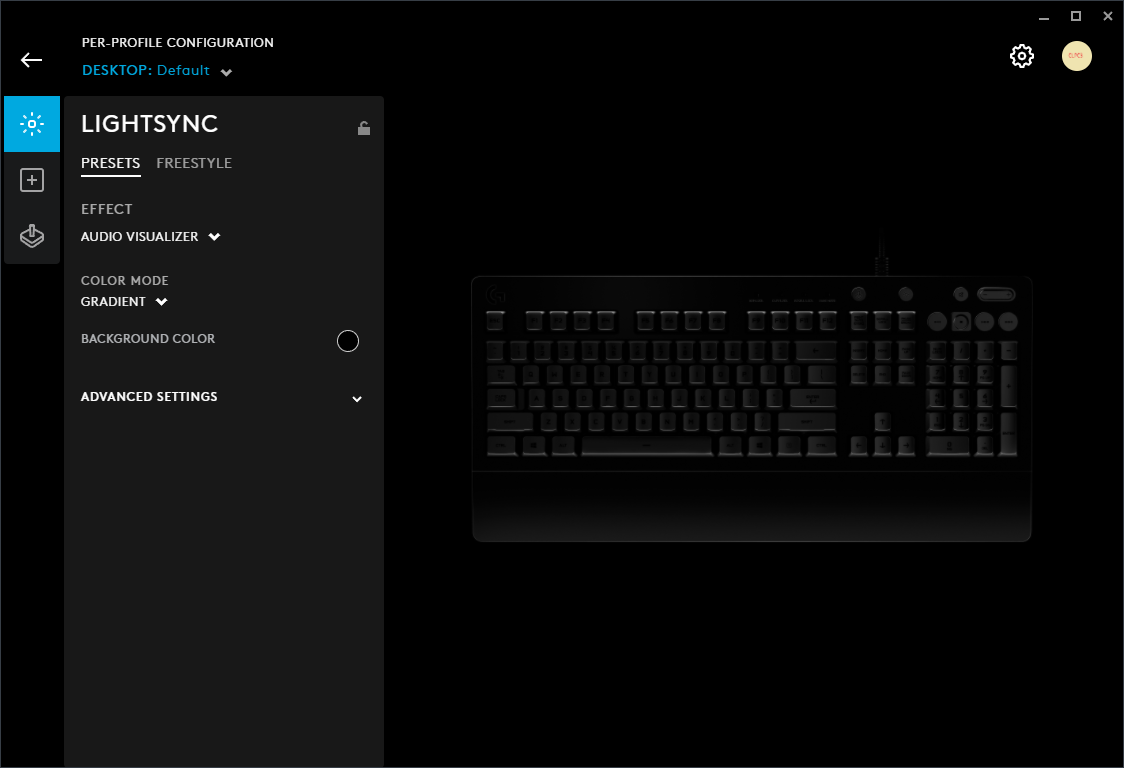 PER-PROFILE CONFIGURATION
DESKTOP: Default
LIGHTSYNC
PRESETS FREESTYLE
EFFECT
AUDIO VISUALIZER
COLOR MODE
GRADIENT
BACKGROUND COLOR
ADVANCED SETTINGS